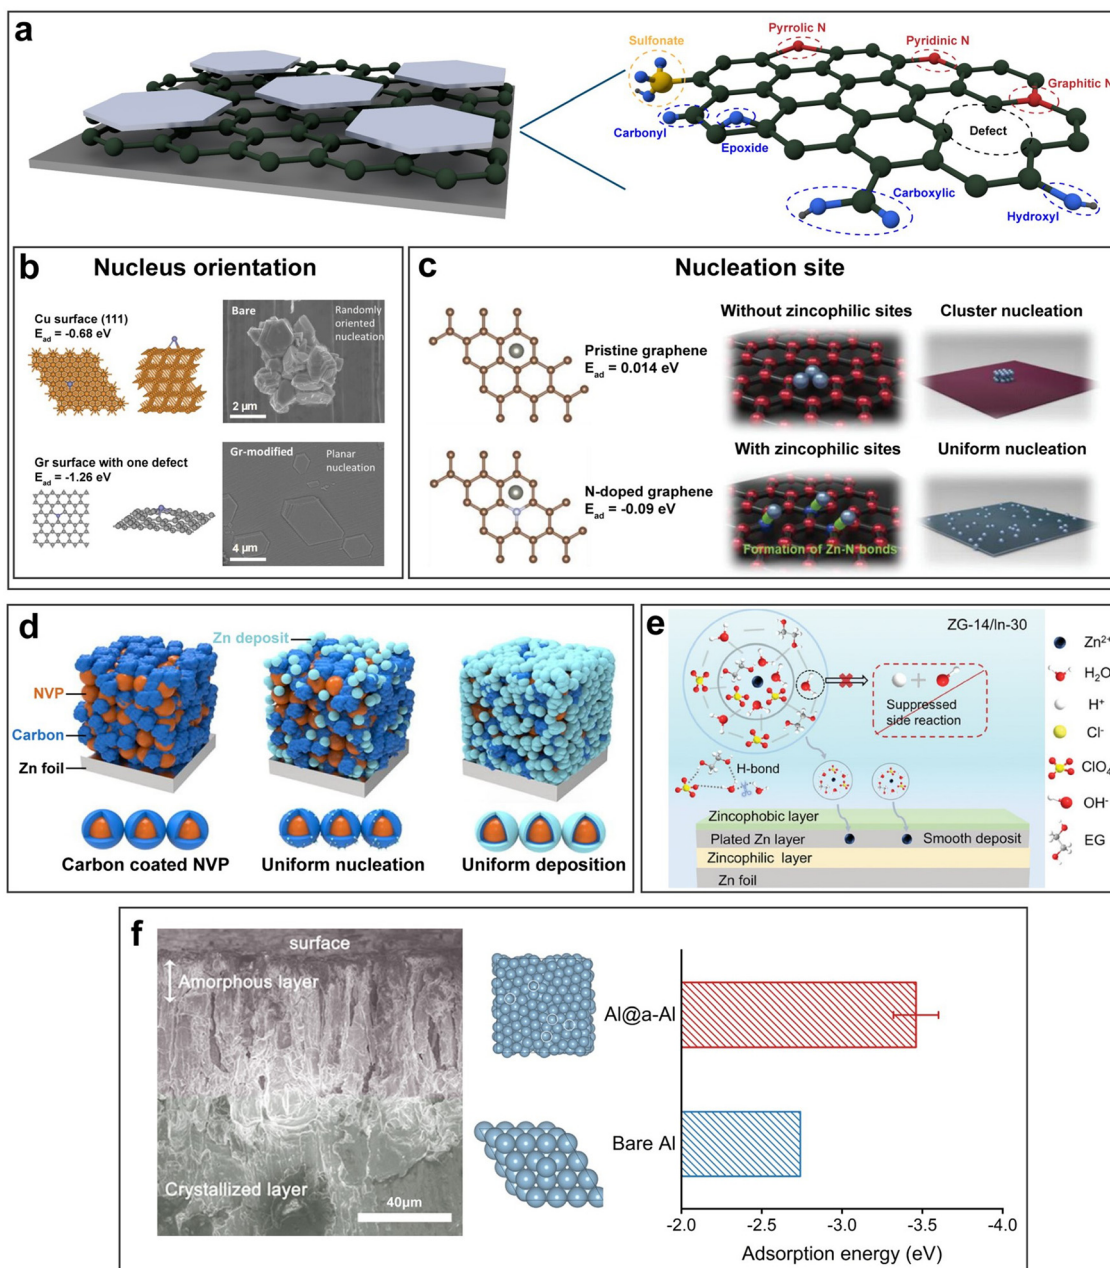 a
Sulfonate
Pyrrolic N
Pyridinic N
Graphitic N
Carbonyl
Epoxide
Defect
Carboxylic
Hydroxyl
b
Nucleus orientation
Cu surface (111)
E_ad = -0.68 eV
Bare
Randomly
oriented
nucleation
2 µm
Gr surface with one defect
E_ad = -1.26 eV
Gr-modified
Planar
nucleation
4 µm
c
Nucleation site
Pristine graphene
E_ad = 0.014 eV
Without zincophilic sites
Cluster nucleation
N-doped graphene
E_ad = -0.09 eV
With zincophilic sites
Formation of Zn-N bonds
Uniform nucleation
d
Zn deposit
NVP
Carbon
Zn foil
Carbon coated NVP
Uniform nucleation
Uniform deposition
e
ZG-14/In-30
Suppressed
side reaction
H-bond
Zincophobic layer
Plated Zn layer
Smooth deposit
Zincophilic layer
Zn foil
Zn²⁺
H₂O
H⁺
Cl⁻
ClO₄
OH⁻
EG
f
surface
Amorphous layer
Crystallized layer
40µm
Al@a-Al
Bare Al
-2.0 -2.5 -3.0 -3.5 -4.0
Adsorption energy (eV)